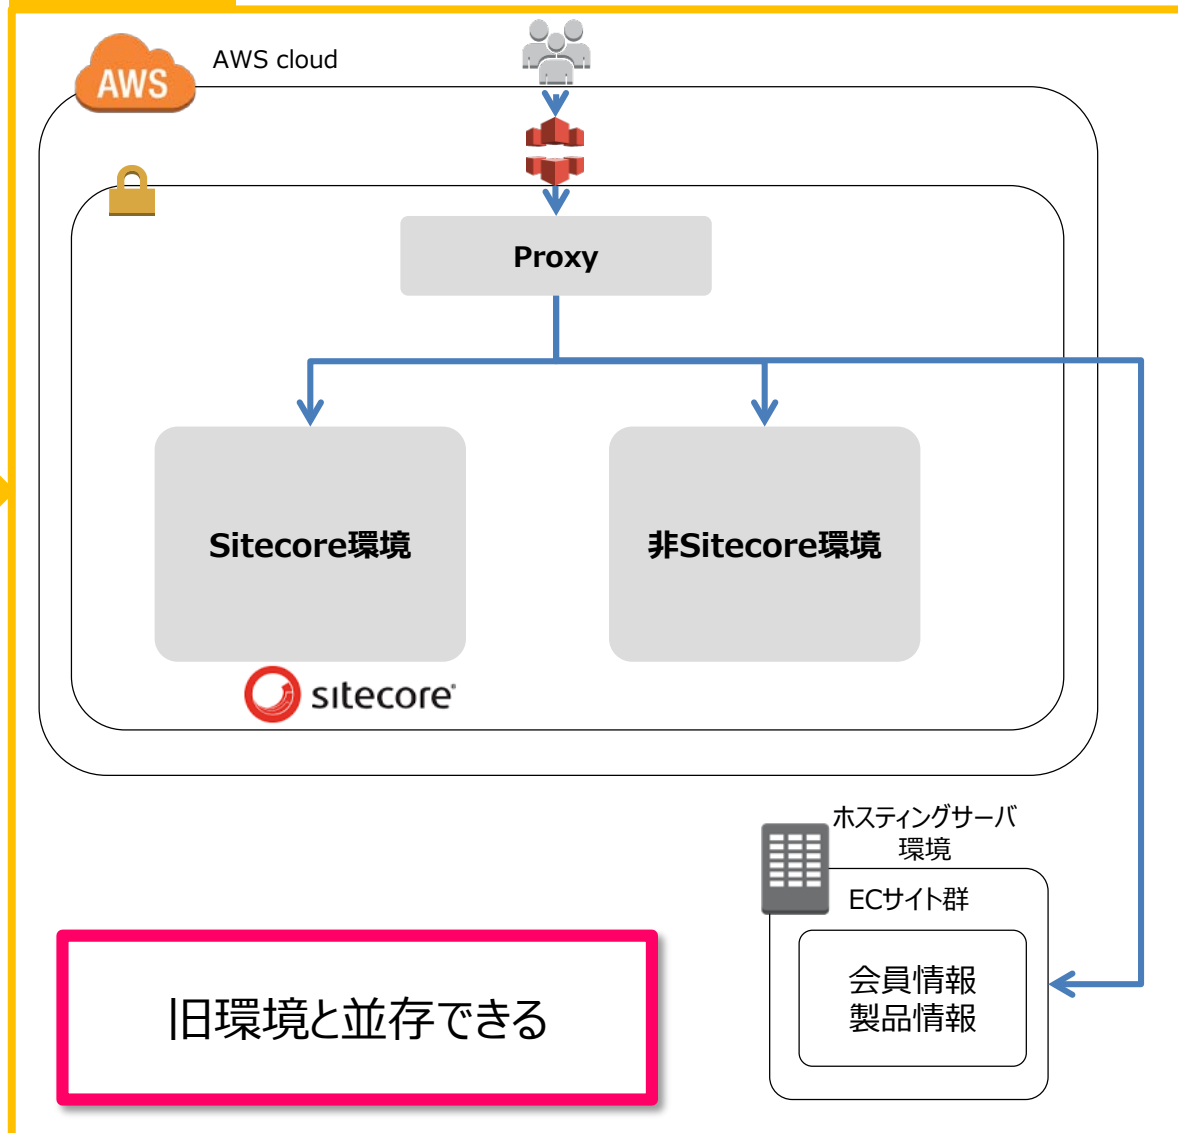 AWS cloud
AWS
Proxy
Sitecore環境
非Sitecore環境
sitecore®
ホスティングサーバ
環境
ECサイト群
会員情報
製品情報
旧環境と並存できる